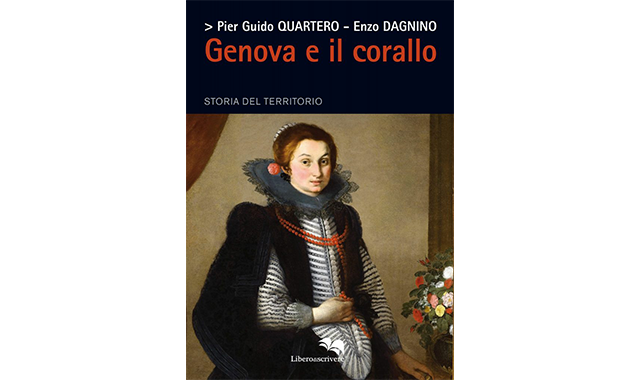 > Pier Guido QUARTERO – Enzo DAGNINO
Genova e il corallo
STORIA DEL TERRITORIO
Liberodiscrivere